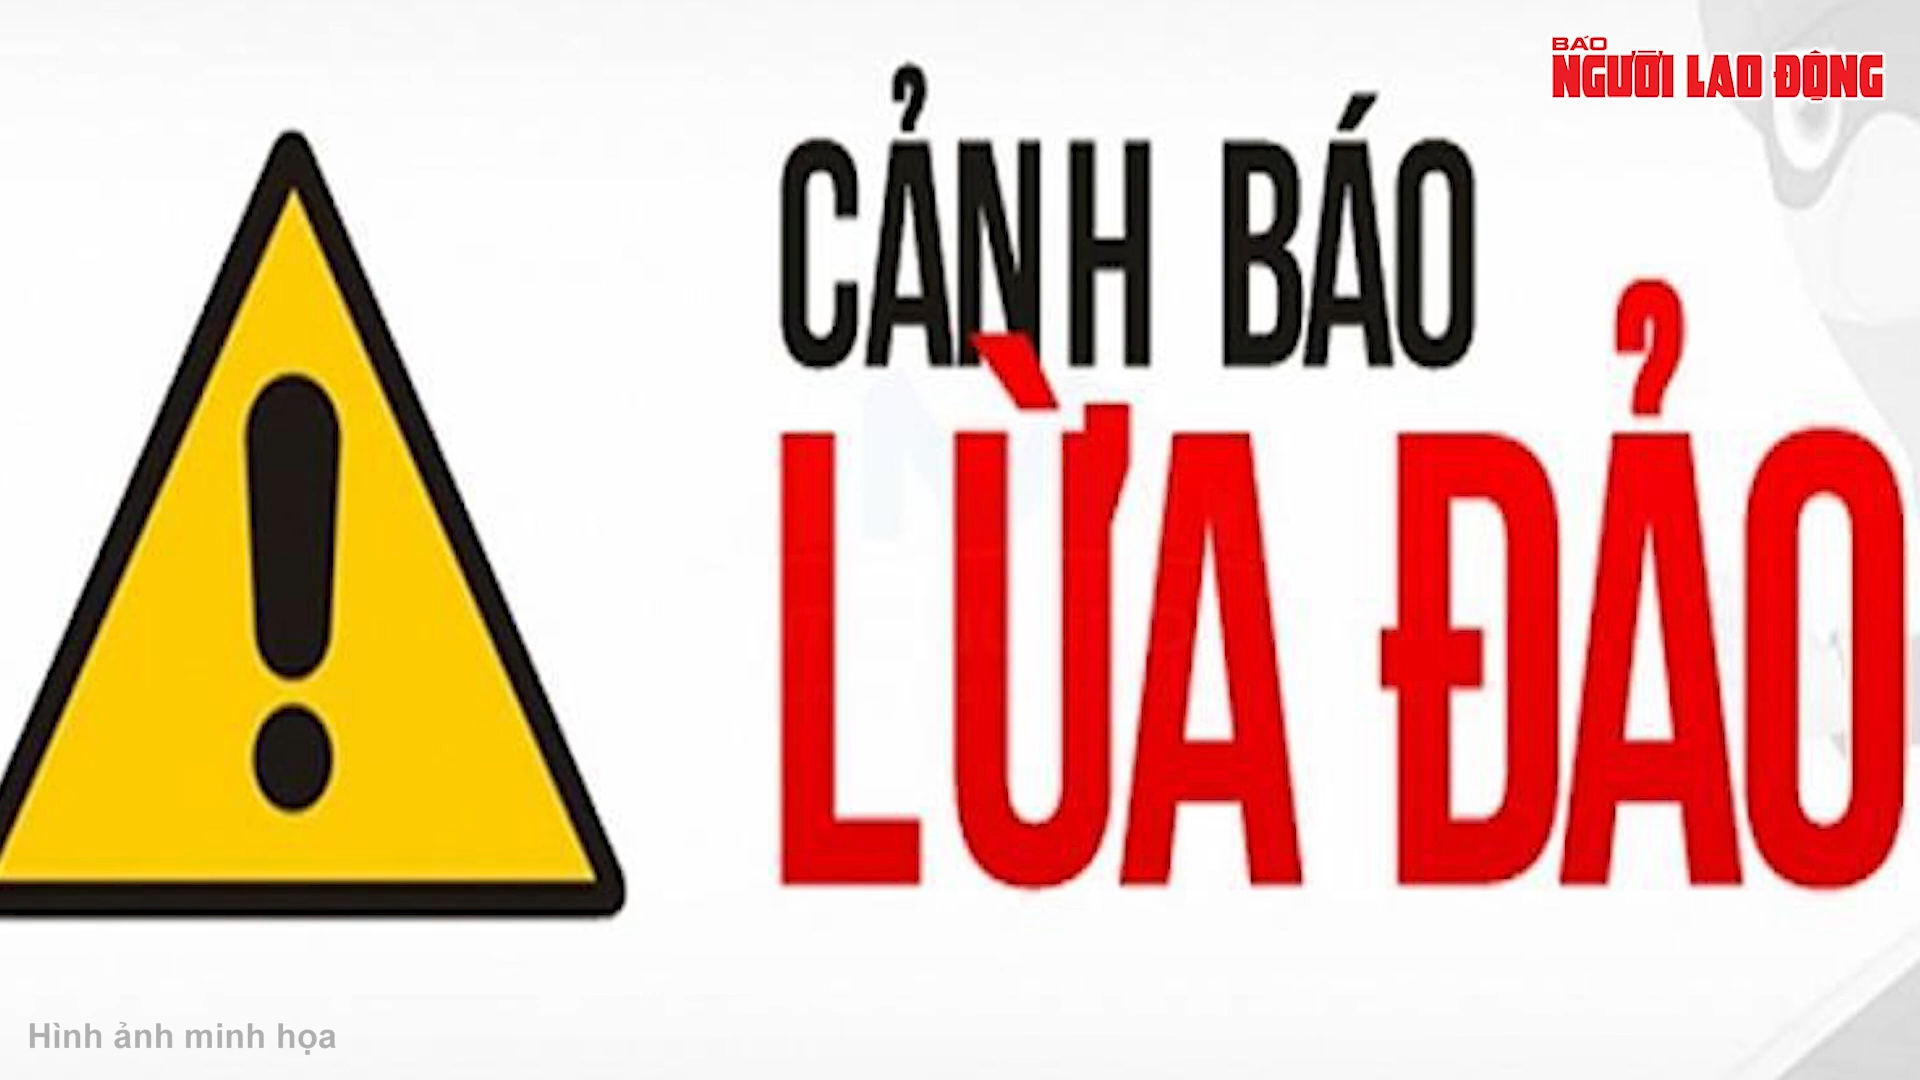 BÁO
NGƯỜI LAO ĐỘNG
CẢNH BÁO
LỪA ĐẢO
Hình ảnh minh họa